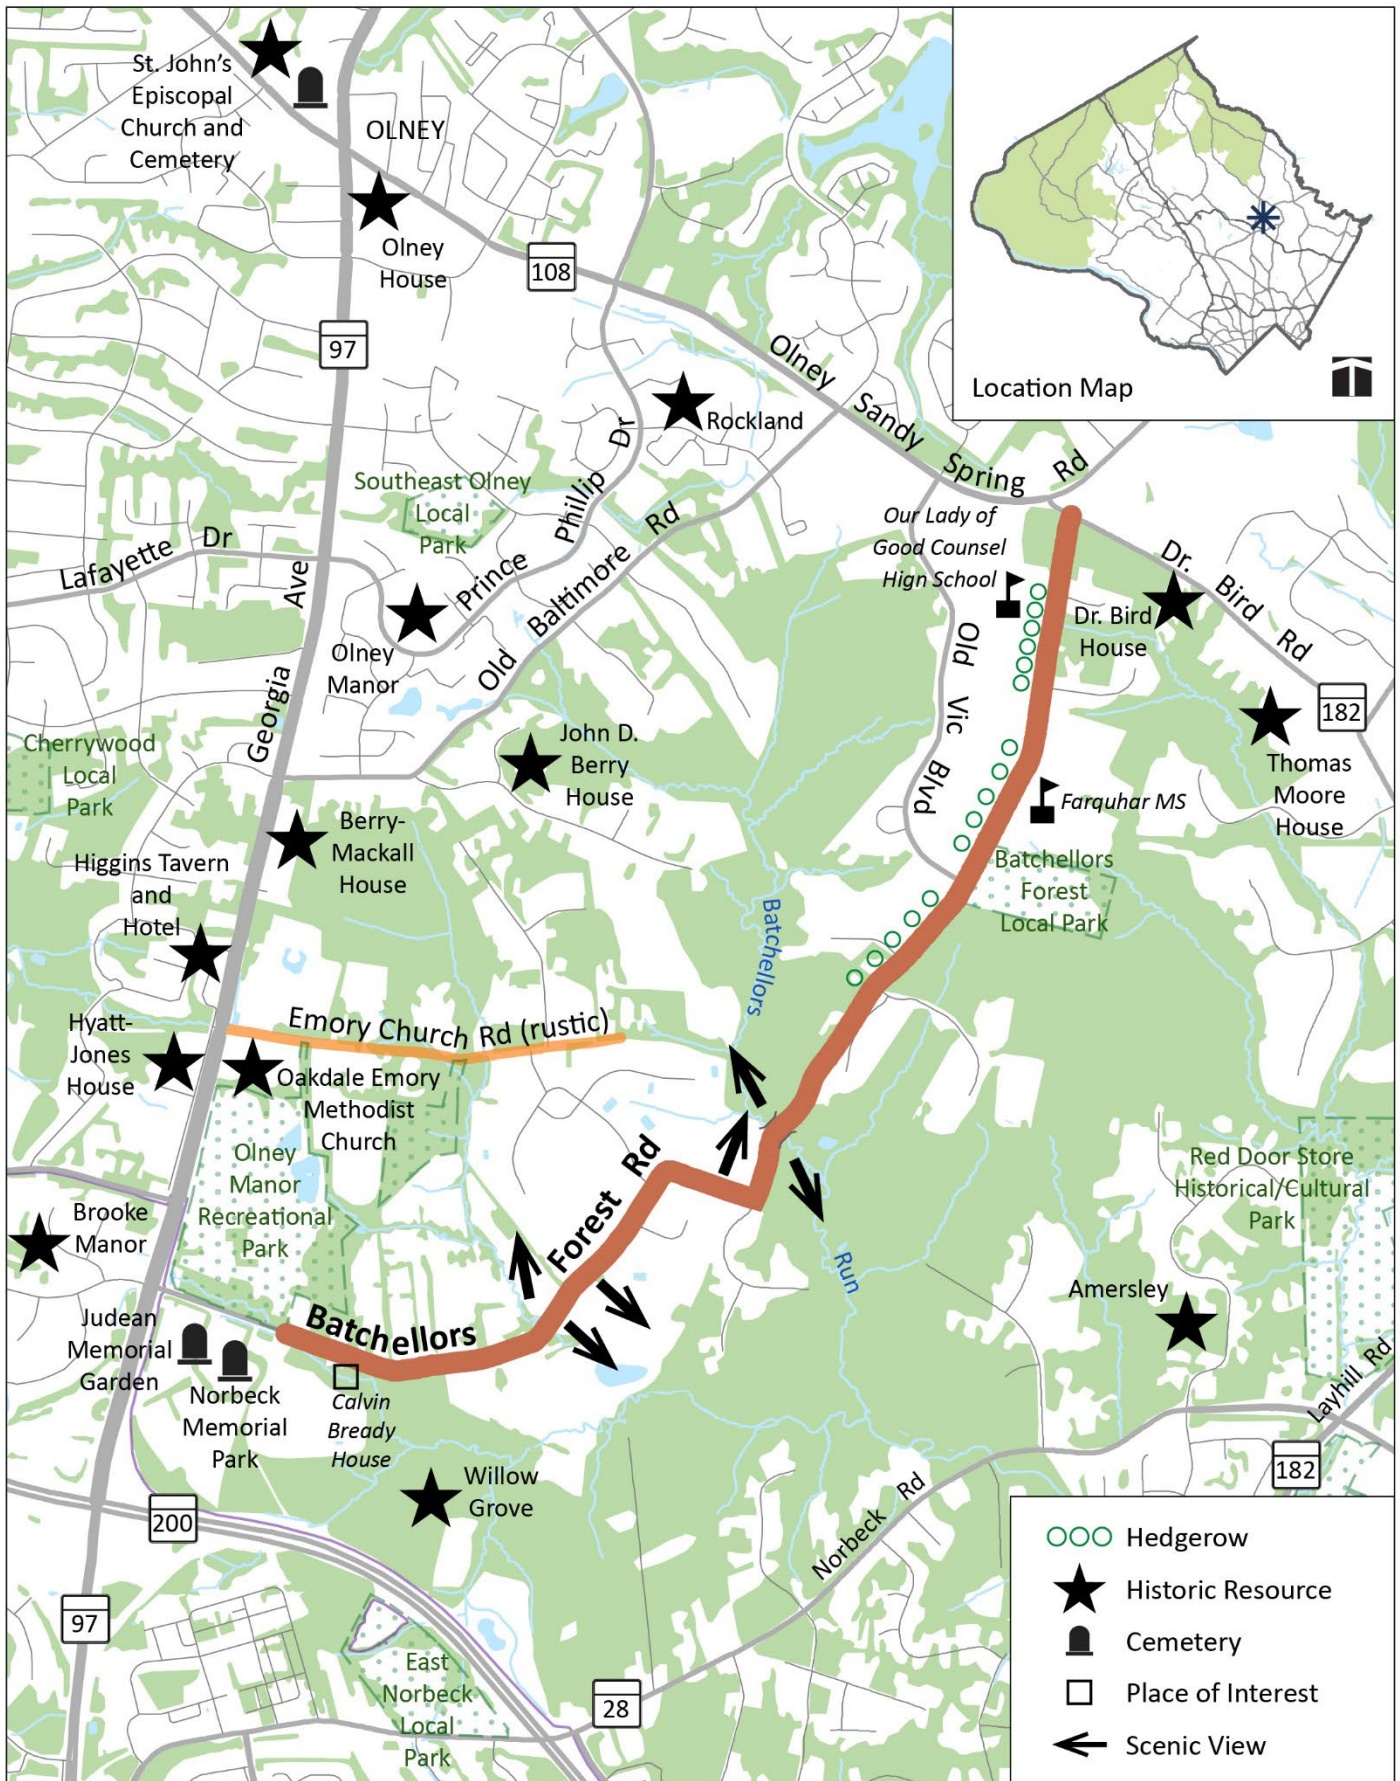 St. John's
Episcopal
Church and
Cemetery
OLNEY
Olney
House
108
97
Location Map
Olney Sandy Spring Rd
Rockland
Southeast Olney
Local
Park
Prince Phillip Dr
Old Baltimore Rd
Lafayette Dr
Georgia Ave
Olney
Manor
Our Lady of
Good Counsel
Hign School
Old Vic Blvd
Dr. Bird Rd
Dr. Bird
House
182
Thomas
Moore
House
Cherrywood
Local
Park
John D.
Berry
House
Farquhar MS
Berry-
Mackall
House
Higgins Tavern
and
Hotel
Batchellors
Forest
Local Park
Batchellors Run
Emory Church Rd (rustic)
Hyatt-
Jones
House
Oakdale Emory
Methodist
Church
Olney
Manor
Recreational
Park
Batchellors Forest Rd
Red Door Store
Historical/Cultural
Park
Brooke
Manor
Amersley
Judean
Memorial
Garden
Norbeck
Memorial
Park
Calvin
Bready
House
Layhill Rd
182
Willow
Grove
Norbeck Rd
200
97
East
Norbeck
Local
Park
28
Hedgerow
Historic Resource
Cemetery
Place of Interest
Scenic View